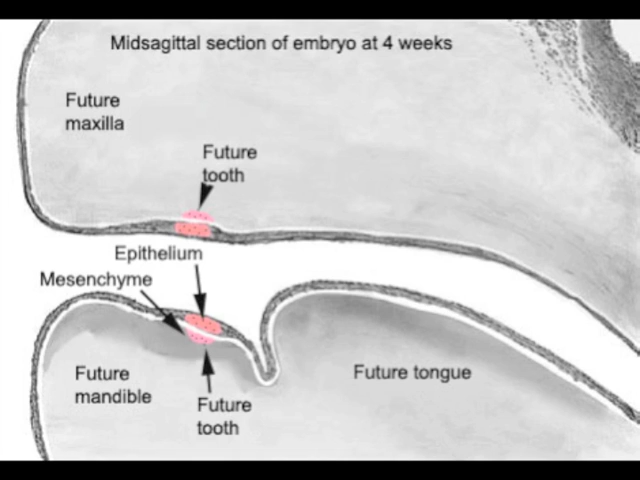 Midsagittal section of embryo at 4 weeks
Future
maxilla
Future
tooth
Epithelium
Mesenchyme
Future
mandible
Future tongue
Future
tooth